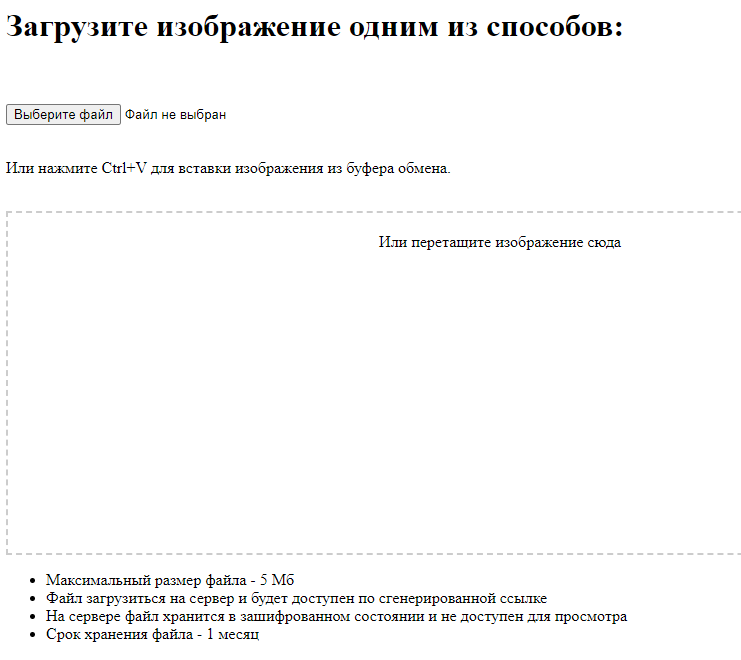 Загрузите изображение одним из способов:
Выберите файл Файл не выбран
Или нажмите Ctrl+V для вставки изображения из буфера обмена.
Или перетащите изображение сюда
• Максимальный размер файла - 5 Мб
• Файл загрузиться на сервер и будет доступен по сгенерированной ссылке
• На сервере файл хранится в зашифрованном состоянии и не доступен для просмотра
• Срок хранения файла - 1 месяц